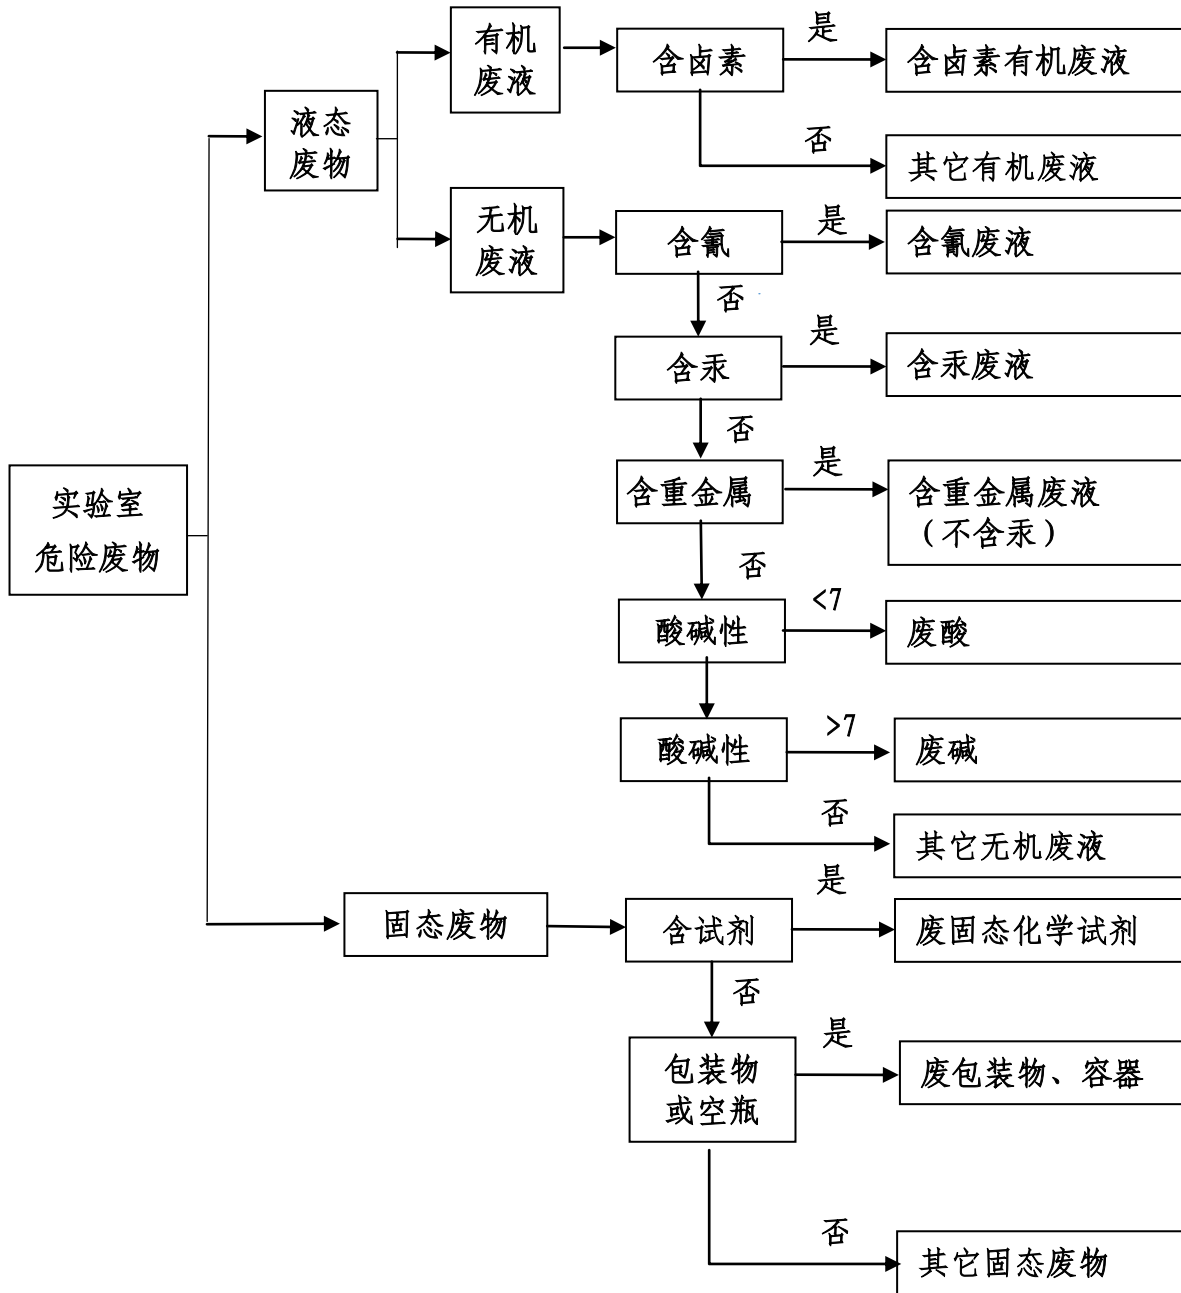 有机
废液
含卤素
是
含卤素有机废液
液态
废物
否
其它有机废液
无机
废液
含氰
是
含氰废液
否
含汞
是
含汞废液
否
实验室
危险废物
含重金属
是
含重金属废液
（不含汞）
否
酸碱性
<7
废酸
酸碱性
>7
废碱
否
其它无机废液
固态废物
含试剂
是
废固态化学试剂
否
包装物
或空瓶
是
废包装物、容器
否
其它固态废物